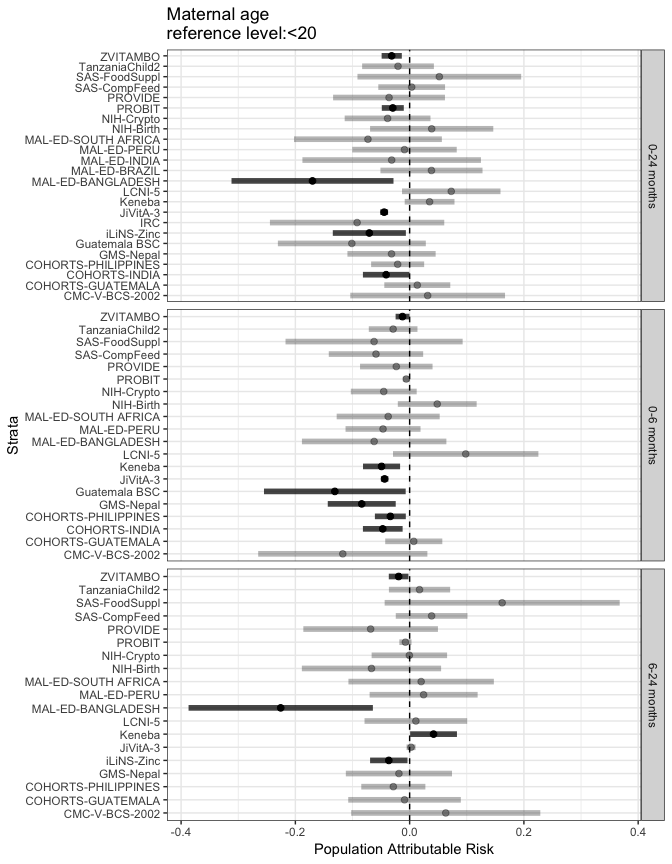 Maternal age
reference level:<20
ZVITAMBO
TanzaniaChild2
SAS-FoodSuppl
SAS-CompFeed
PROVIDE
PROBIT
NIH-Crypto
NIH-Birth
MAL-ED-SOUTH AFRICA
MAL-ED-PERU
MAL-ED-INDIA
MAL-ED-BRAZIL
MAL-ED-BANGLADESH
LCNI-5
Keneba
JiVitA-3
IRC
iLiNS-Zinc
Guatemala BSC
GMS-Nepal
COHORTS-PHILIPPINES
COHORTS-INDIA
COHORTS-GUATEMALA
CMC-V-BCS-2002
0-24 months
ZVITAMBO
TanzaniaChild2
SAS-FoodSuppl
SAS-CompFeed
PROVIDE
PROBIT
NIH-Crypto
NIH-Birth
MAL-ED-SOUTH AFRICA
MAL-ED-PERU
MAL-ED-BANGLADESH
LCNI-5
Keneba
JiVitA-3
Guatemala BSC
GMS-Nepal
COHORTS-PHILIPPINES
COHORTS-INDIA
COHORTS-GUATEMALA
CMC-V-BCS-2002
0-6 months
ZVITAMBO
TanzaniaChild2
SAS-FoodSuppl
SAS-CompFeed
PROVIDE
PROBIT
NIH-Crypto
NIH-Birth
MAL-ED-SOUTH AFRICA
MAL-ED-PERU
MAL-ED-BANGLADESH
LCNI-5
Keneba
JiVitA-3
iLiNS-Zinc
GMS-Nepal
COHORTS-PHILIPPINES
COHORTS-GUATEMALA
CMC-V-BCS-2002
6-24 months
Strata
-0.4 -0.2 0.0 0.2 0.4
Population Attributable Risk